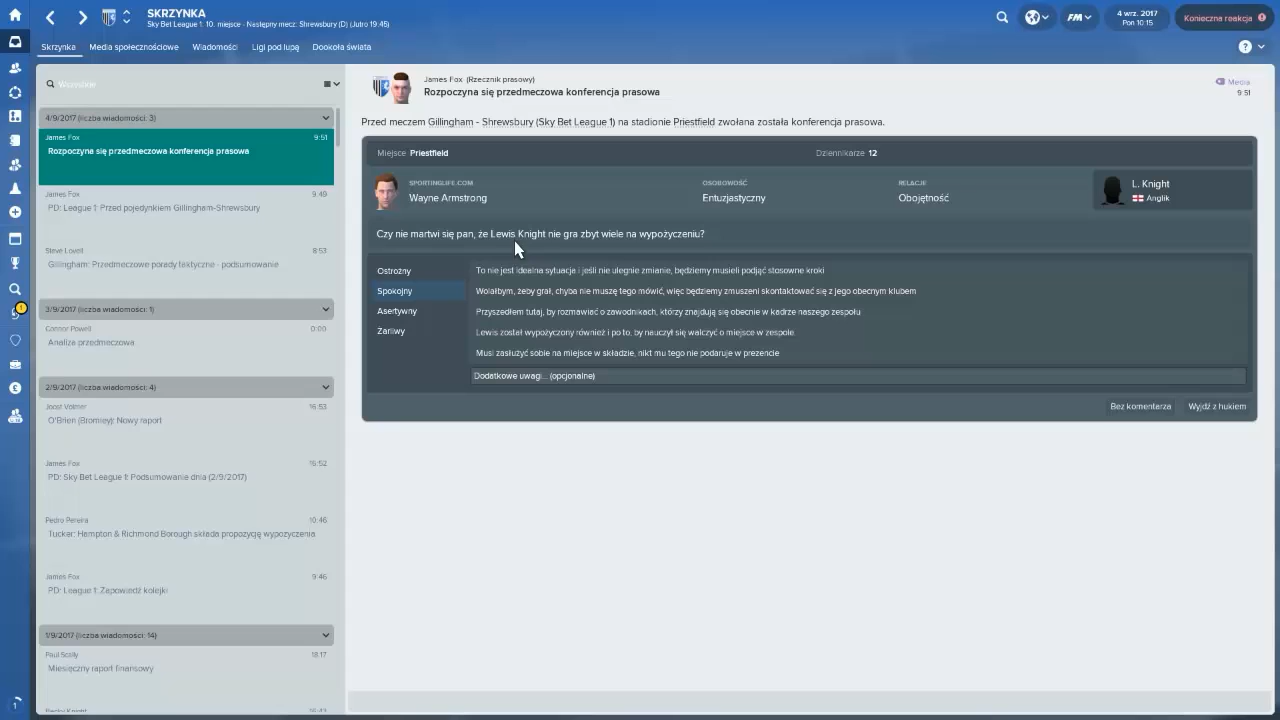 SKRZYNKA
Sky Bet League 1. 10. miejsce - Następny mecz: Shrewsbury (D) (Jutro 19:45)
FM
4 wrz. 2017
Pon 10:15
Konieczna reakcja
Skrzynka
Media społecznościowe
Wiadomości
Ligi pod lupą
Dookoła świata
?
Wyszukaj
4/9/2017 (liczba wiadomości: 3)
James Fox 9:51
Rozpoczyna się przedmeczowa konferencja prasowa
James Fox 9:49
PD: League 1: Przed pojedynkiem Gillingham-Shrewsbury
Steve Lovell 8:53
Gillingham: Przedmeczowe porady taktyczne - podsumowanie
3/9/2017 (liczba wiadomości: 1)
Connor Powell 0:00
Analiza przedmeczowa
2/9/2017 (liczba wiadomości: 4)
Joost Volmer 16:53
O'Brien (Bromley): Nowy raport
James Fox 15:52
PD: Sky Bet League 1: Podsumowanie dnia (2/9/2017)
Pedro Pereira 10:46
Tucker: Hampton & Richmond Borough składa propozycję wypożyczenia
James Fox 9:46
PD: League 1: Zapowiedź kolejki
1/9/2017 (liczba wiadomości: 14)
Paul Scally 18:17
Miesięczny raport finansowy
James Fox (Rzecznik prasowy)
Rozpoczyna się przedmeczowa konferencja prasowa
Media
9:51
Przed meczem Gillingham - Shrewsbury (Sky Bet League 1) na stadionie Priestfield zwołana została konferencja prasowa.
Miejsce Priestfield
Dziennikarze 12
SPORTINGLIFE.COM
Wayne Armstrong
OSOBOWOŚĆ
Entuzjastyczny
RELACJE
Obojętność
L. Knight
Anglik
Czy nie martwi się pan, że Lewis Knight nie gra zbyt wiele na wypożyczeniu?
Ostrożny
Spokojny
Asertywny
Żarliwy
To nie jest idealna sytuacja i jeśli nie ulegnie zmianie, będziemy musieli podjąć stosowne kroki
Wolałbym, żeby grał, chyba nie muszę tego mówić, więc będziemy zmuszeni skontaktować się z jego obecnym klubem
Przyszedłem tutaj, by rozmawiać o zawodnikach, którzy znajdują się obecnie w kadrze naszego zespołu
Lewis został wypożyczony również i po to, by nauczył się walczyć o miejsce w zespole.
Musi zasłużyć sobie na miejsce w składzie, nikt mu tego nie podaruje w prezencie
Dodatkowe uwagi... (opcjonalne)
Bez komentarza
Wyjdź z hukiem